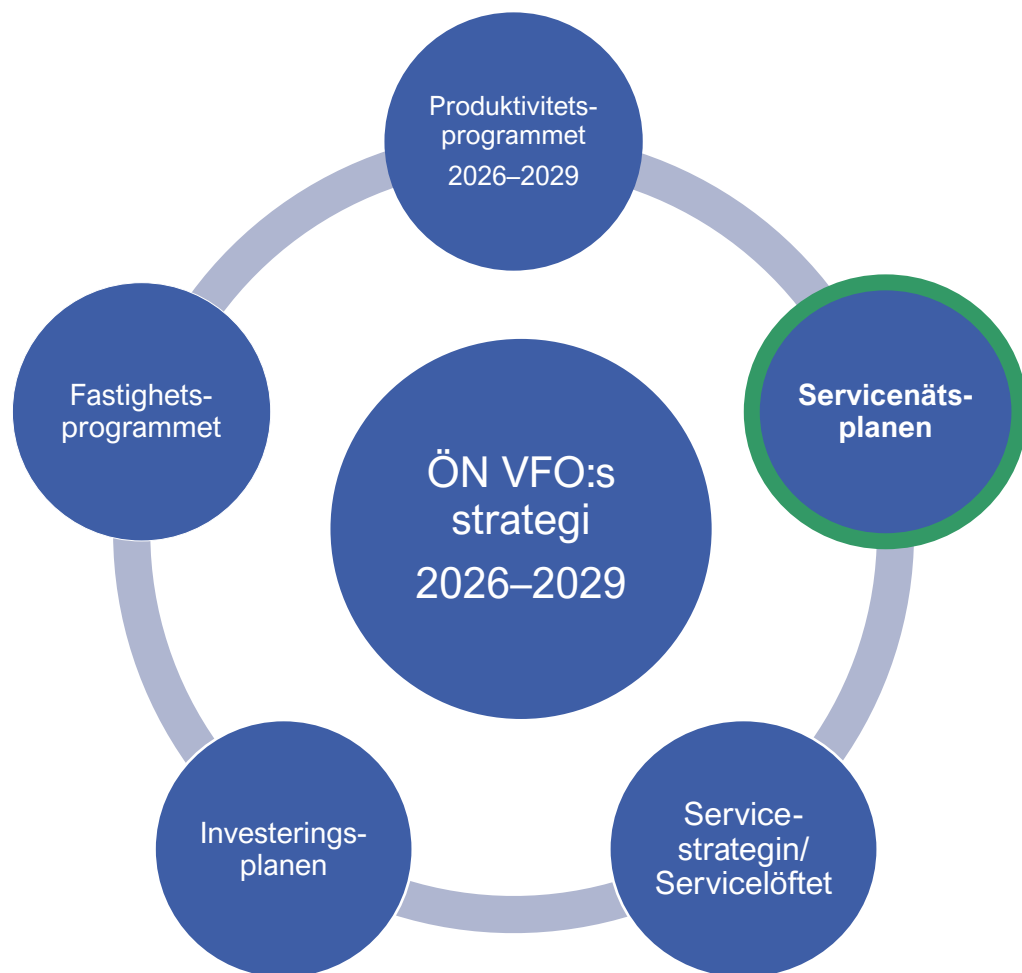 Produktivitets-
programmet
2026–2029
Fastighets-
programmet
Servicenäts-
planen
ÖN VFO:s
strategi
2026–2029
Investerings-
planen
Service-
strategin/
Servicelöftet